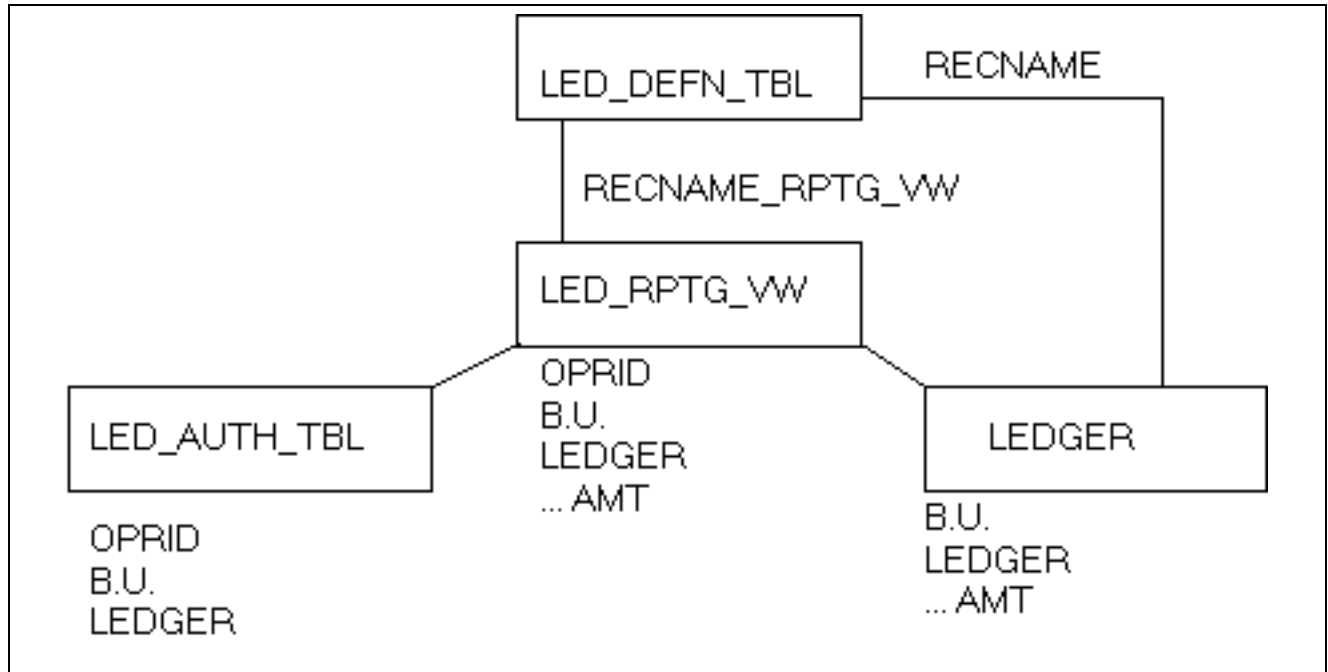 LED_DEFN_TBL
RECNAME
RECNAME_RPTG_VW
LED_RPTG_VW
OPRID
B.U.
LEDGER
... AMT
LED_AUTH_TBL
OPRID
B.U.
LEDGER
LEDGER
B.U.
LEDGER
... AMT